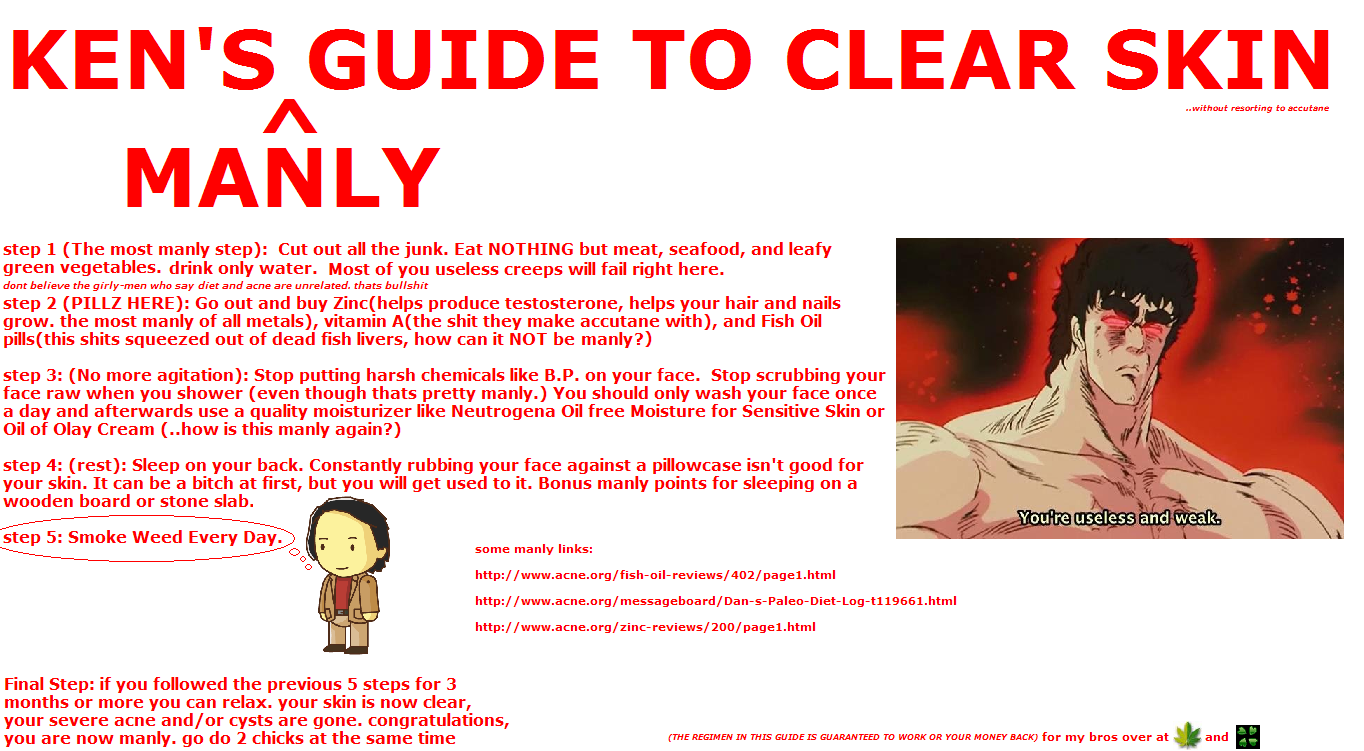 KEN'S GUIDE TO CLEAR SKIN
..without resorting to accutane
^
MANLY
step 1 (The most manly step):  Cut out all the junk. Eat NOTHING but meat, seafood, and leafy
green vegetables. drink only water.  Most of you useless creeps will fail right here.
dont believe the girly-men who say diet and acne are unrelated. thats bullshit
step 2 (PILLZ HERE): Go out and buy Zinc(helps produce testosterone, helps your hair and nails
grow. the most manly of all metals), vitamin A(the shit they make accutane with), and Fish Oil
pills(this shits squeezed out of dead fish livers, how can it NOT be manly?)
step 3: (No more agitation): Stop putting harsh chemicals like B.P. on your face.  Stop scrubbing your
face raw when you shower (even though thats pretty manly.) You should only wash your face once
a day and afterwards use a quality moisturizer like Neutrogena Oil free Moisture for Sensitive Skin or
Oil of Olay Cream (..how is this manly again?)
step 4: (rest): Sleep on your back. Constantly rubbing your face against a pillowcase isn't good for
your skin. It can be a bitch at first, but you will get used to it. Bonus manly points for sleeping on a
wooden board or stone slab.
You're useless and weak.
step 5: Smoke Weed Every Day.
some manly links:
http://www.acne.org/fish-oil-reviews/402/page1.html
http://www.acne.org/messageboard/Dan-s-Paleo-Diet-Log-t119661.html
http://www.acne.org/zinc-reviews/200/page1.html
Final Step: if you followed the previous 5 steps for 3
months or more you can relax. your skin is now clear,
your severe acne and/or cysts are gone. congratulations,
you are now manly. go do 2 chicks at the same time
(THE REGIMEN IN THIS GUIDE IS GUARANTEED TO WORK OR YOUR MONEY BACK) for my bros over at and